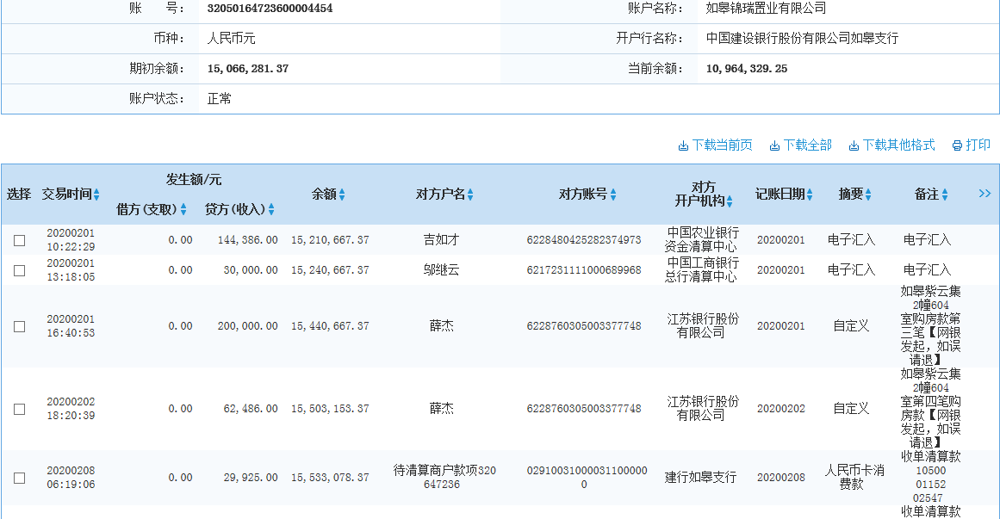 账　　号： 32050164723600004454 账户名称： 如皋锦瑞置业有限公司
币种： 人民币元 开户行名称： 中国建设银行股份有限公司如皋支行
期初余额： 15,066,281.37 当前余额： 10,964,329.25
账户状态： 正常
下载当前页 下载全部 下载其他格式 打印
选择 交易时间 发生额/元 借方(支取) 贷方(收入) 余额 对方户名 对方账号 对方 开户机构 记账日期 摘要 备注 >>
20200201
10:22:29
0.00 144,386.00 15,210,667.37 吉如才 6228480425282374973
中国农业银行
资金清算中心
20200201 电子汇入 电子汇入
20200201
13:18:05
0.00 30,000.00 15,240,667.37 邬继云 6217231111000689968
中国工商银行
总行清算中心
20200201 电子汇入 电子汇入
20200201
16:40:53
0.00 200,000.00 15,440,667.37 薛杰 6228760305003377748
江苏银行股份
有限公司
20200201 自定义
如皋紫云集
2幢604
室购房款第
三笔【网银
发起，如误
请退】
20200202
18:20:39
0.00 62,486.00 15,503,153.37 薛杰 6228760305003377748
江苏银行股份
有限公司
20200202 自定义
如皋紫云集
2幢604
室第四笔购
房款【网银
发起，如误
请退】
20200208
06:19:06
0.00 29,925.00 15,533,078.37
待清算商户款项320
647236
02910031000031100000
0
建行如皋支行 20200208
人民币卡消
费款
收单清算款
10500
01152
02547
收单清算款